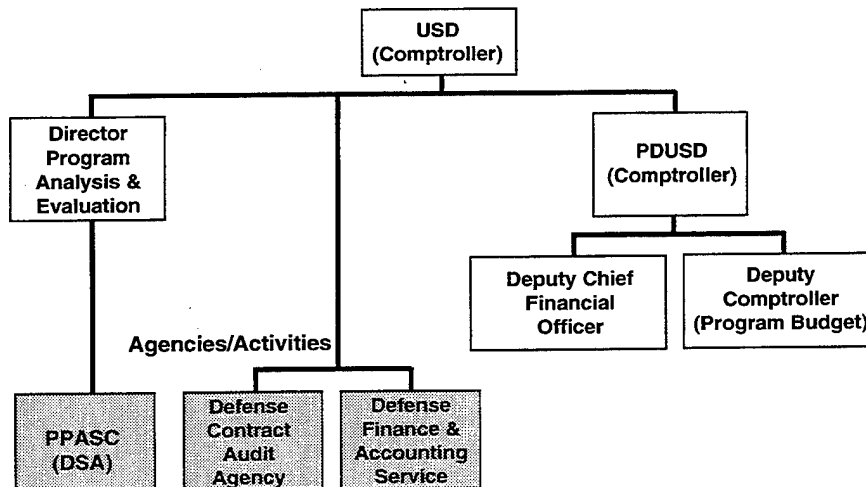 USD
(Comptroller)
Director
Program
Analysis &
Evaluation
PDUSD
(Comptroller)
Deputy Chief
Financial
Officer
Deputy
Comptroller
(Program Budget)
Agencies/Activities
PPASC
(DSA)
Defense
Contract
Audit
Agency
Defense
Finance &
Accounting
Service